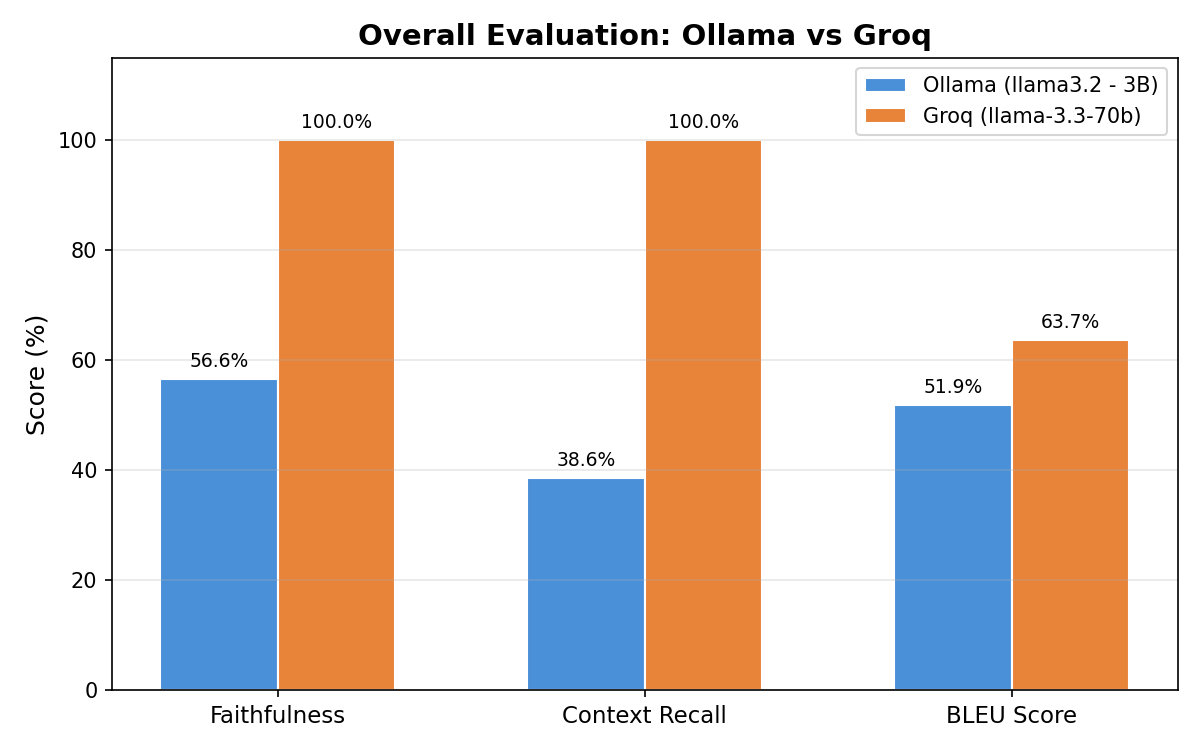 Overall Evaluation: Ollama vs Groq
Ollama (llama3.2 - 3B)
Groq (llama-3.3-70b)
Score (%)
100
80
60
40
20
0
56.6%
100.0%
38.6%
100.0%
51.9%
63.7%
Faithfulness
Context Recall
BLEU Score